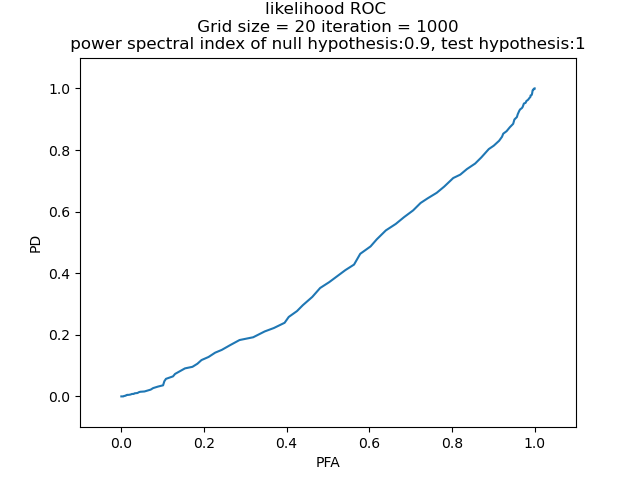 likelihood ROC
Grid size = 20 iteration = 1000
power spectral index of null hypothesis:0.9, test hypothesis:1
1.0
0.8
0.6
0.4
0.2
0.0
PD
0.0 0.2 0.4 0.6 0.8 1.0
PFA